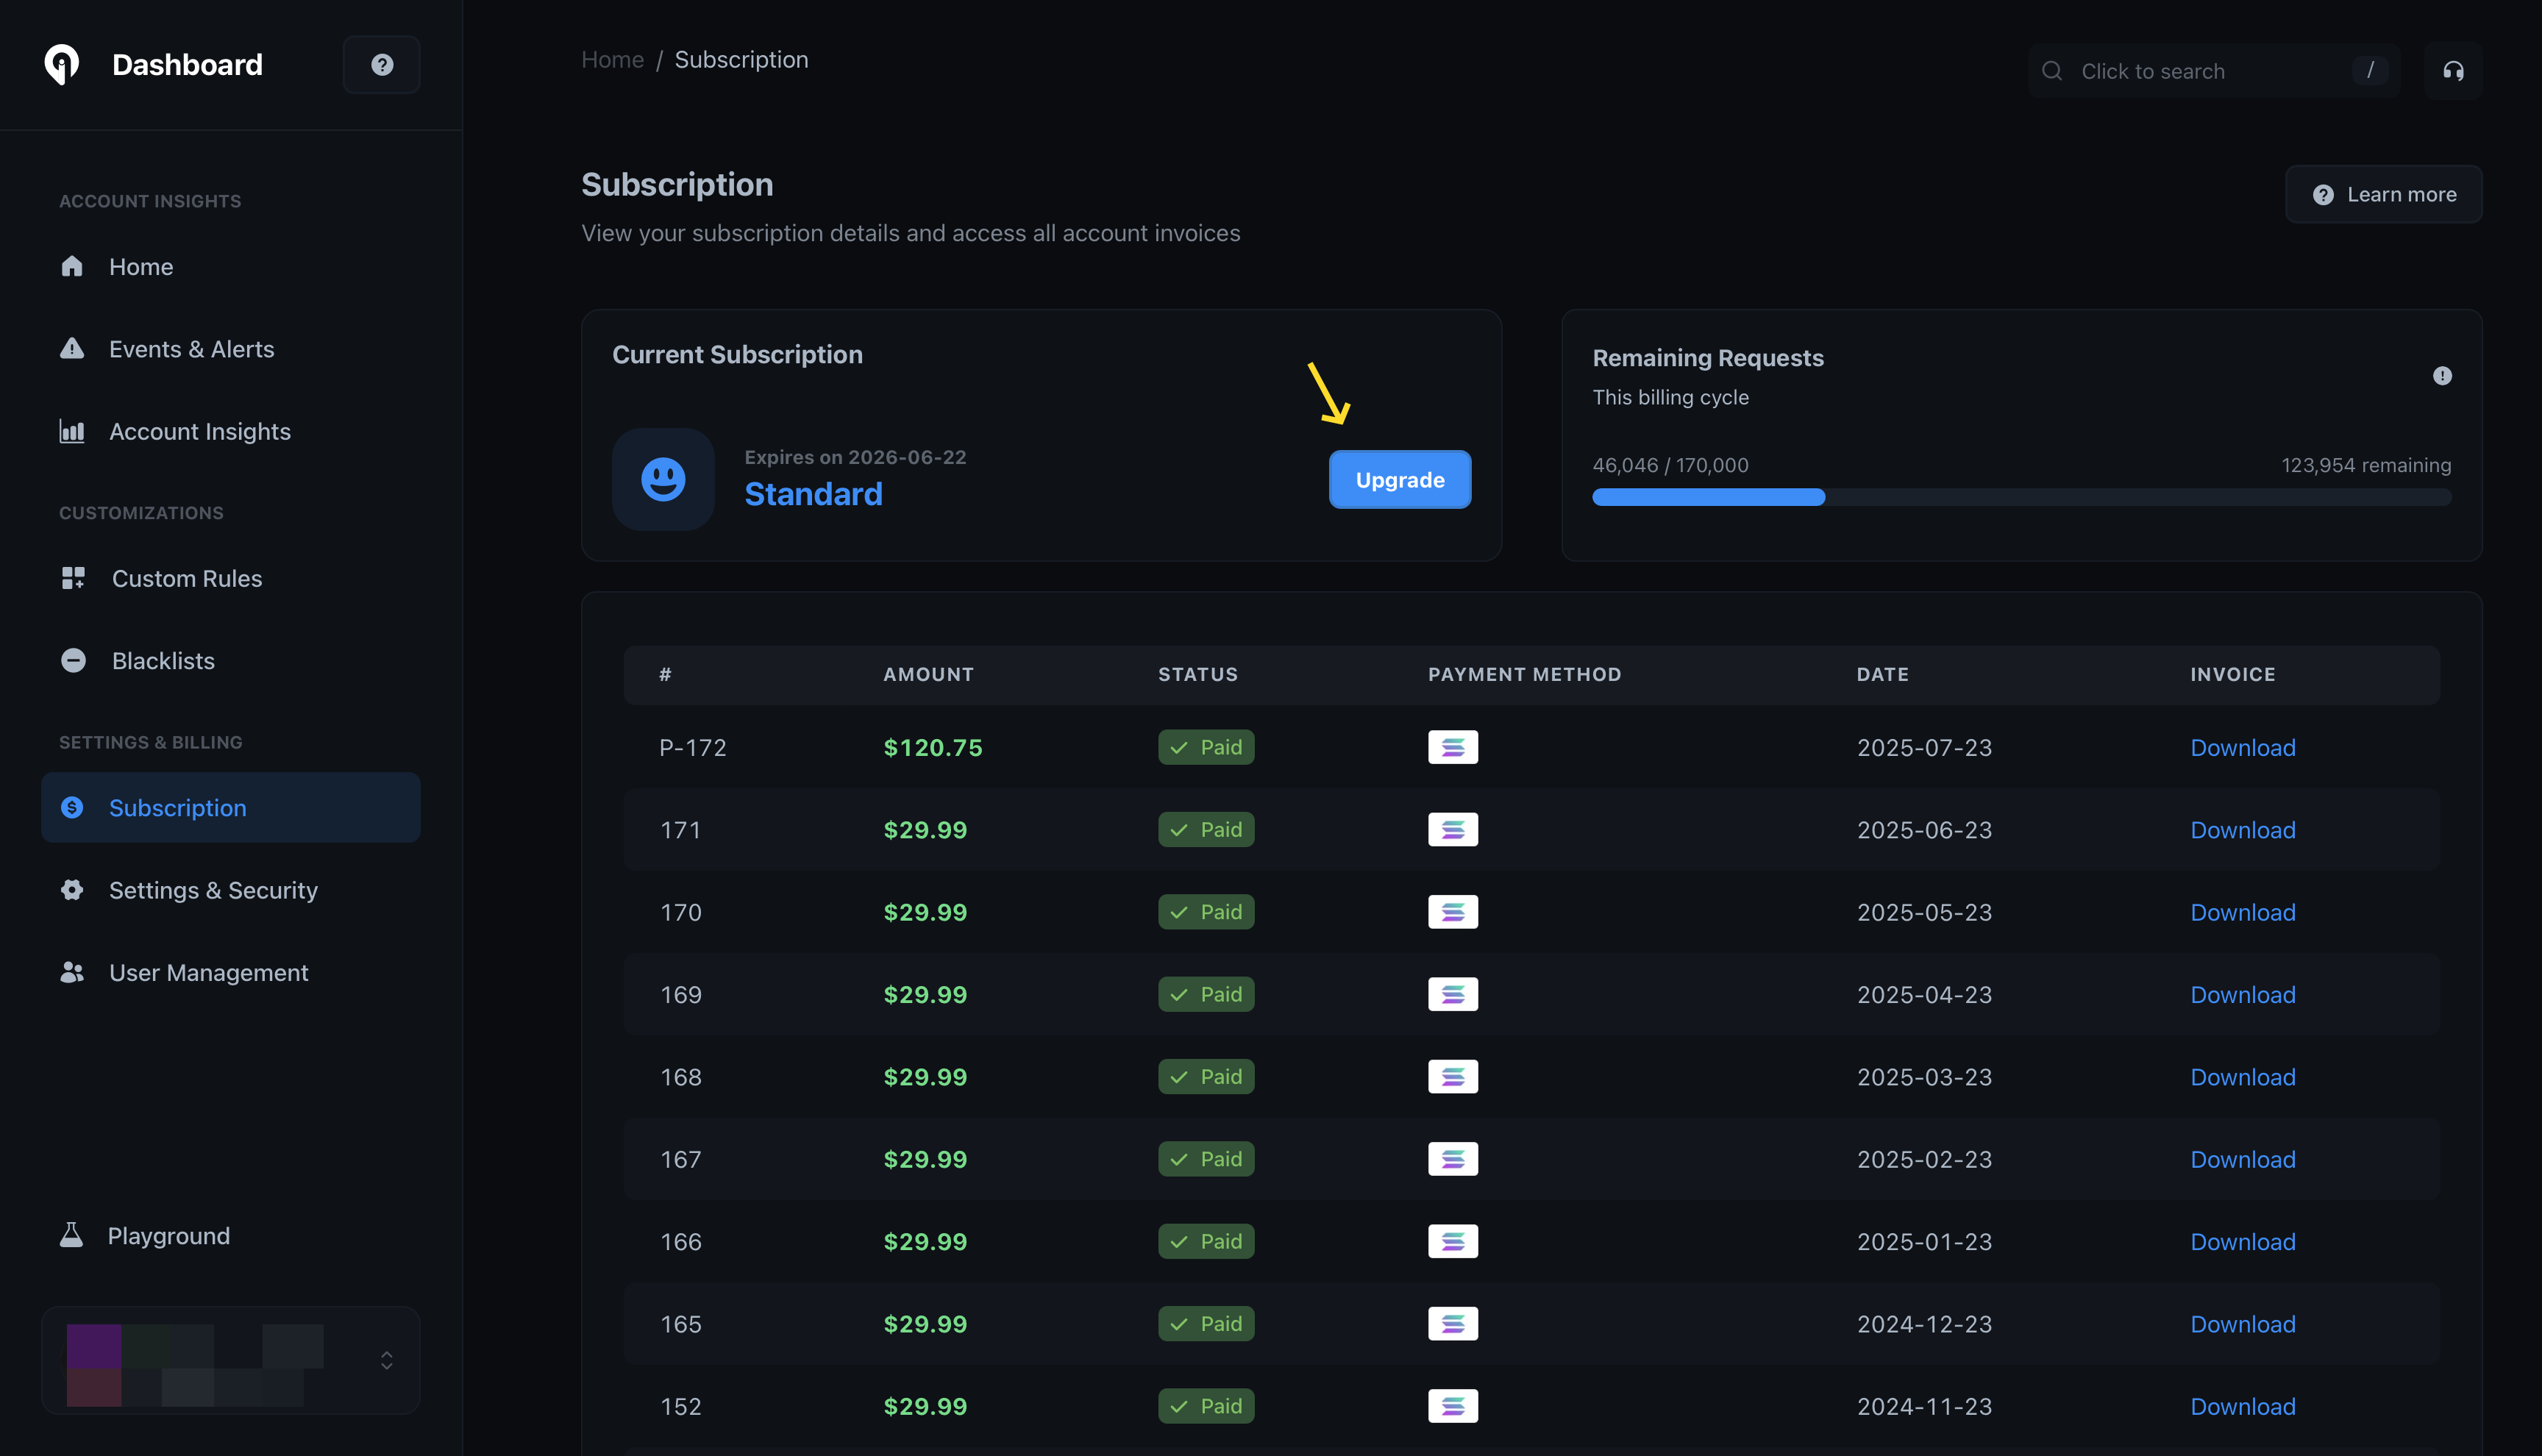 Dashboard
Home / Subscription
Click to search /
ACCOUNT INSIGHTS
Home
Events & Alerts
Account Insights
CUSTOMIZATIONS
Custom Rules
Blacklists
SETTINGS & BILLING
Subscription
Settings & Security
User Management
Playground
Subscription
View your subscription details and access all account invoices
Learn more
Current Subscription
Expires on 2026-06-22
Standard
Upgrade
Remaining Requests
This billing cycle
46,046 / 170,000 123,954 remaining
# AMOUNT STATUS PAYMENT METHOD DATE INVOICE
P-172 $120.75 Paid 2025-07-23 Download
171 $29.99 Paid 2025-06-23 Download
170 $29.99 Paid 2025-05-23 Download
169 $29.99 Paid 2025-04-23 Download
168 $29.99 Paid 2025-03-23 Download
167 $29.99 Paid 2025-02-23 Download
166 $29.99 Paid 2025-01-23 Download
165 $29.99 Paid 2024-12-23 Download
152 $29.99 Paid 2024-11-23 Download